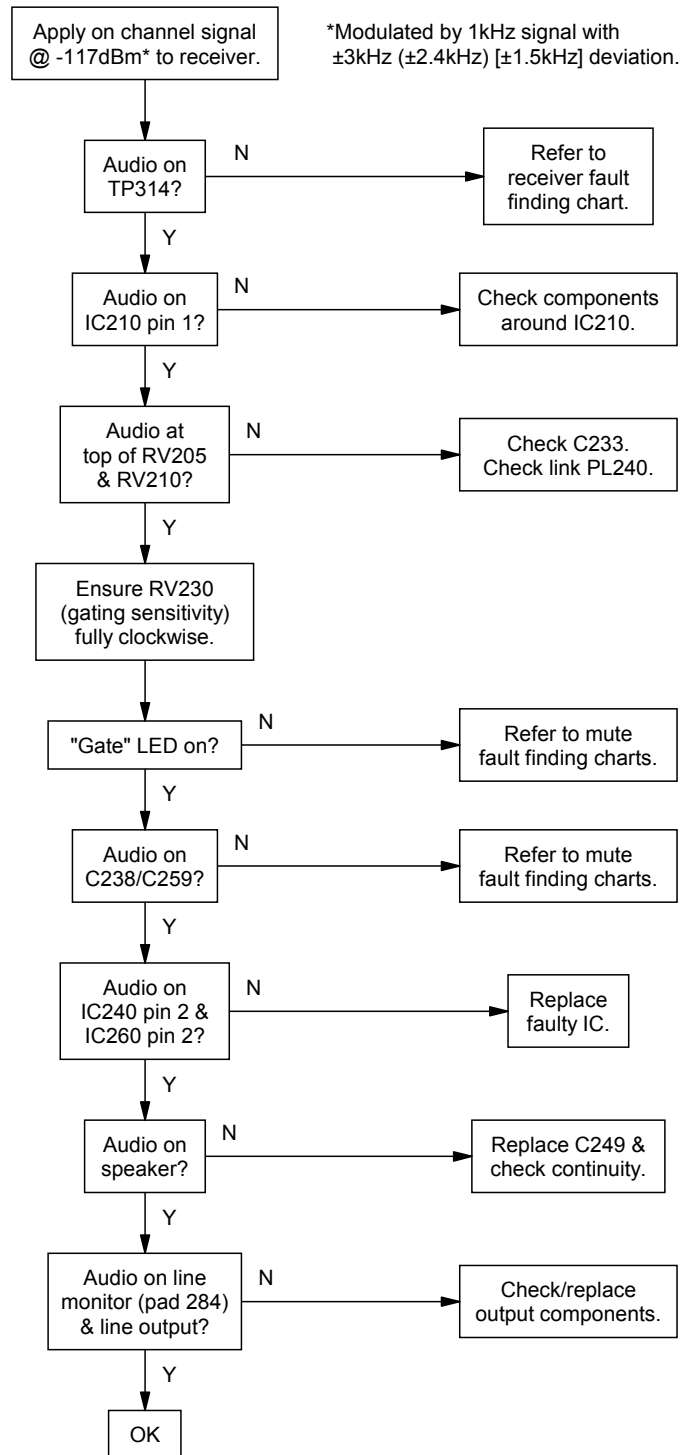 Apply on channel signal
@ -117dBm* to receiver.
*Modulated by 1kHz signal with
±3kHz (±2.4kHz) [±1.5kHz] deviation.
Audio on
TP314?
N
Refer to
receiver fault
finding chart.
Y
Audio on
IC210 pin 1?
N
Check components
around IC210.
Y
Audio at
top of RV205
& RV210?
N
Check C233.
Check link PL240.
Y
Ensure RV230
(gating sensitivity)
fully clockwise.
"Gate" LED on?
N
Refer to mute
fault finding charts.
Y
Audio on
C238/C259?
N
Refer to mute
fault finding charts.
Y
Audio on
IC240 pin 2 &
IC260 pin 2?
N
Replace
faulty IC.
Y
Audio on
speaker?
N
Replace C249 &
check continuity.
Y
Audio on line
monitor (pad 284)
& line output?
N
Check/replace
output components.
Y
OK